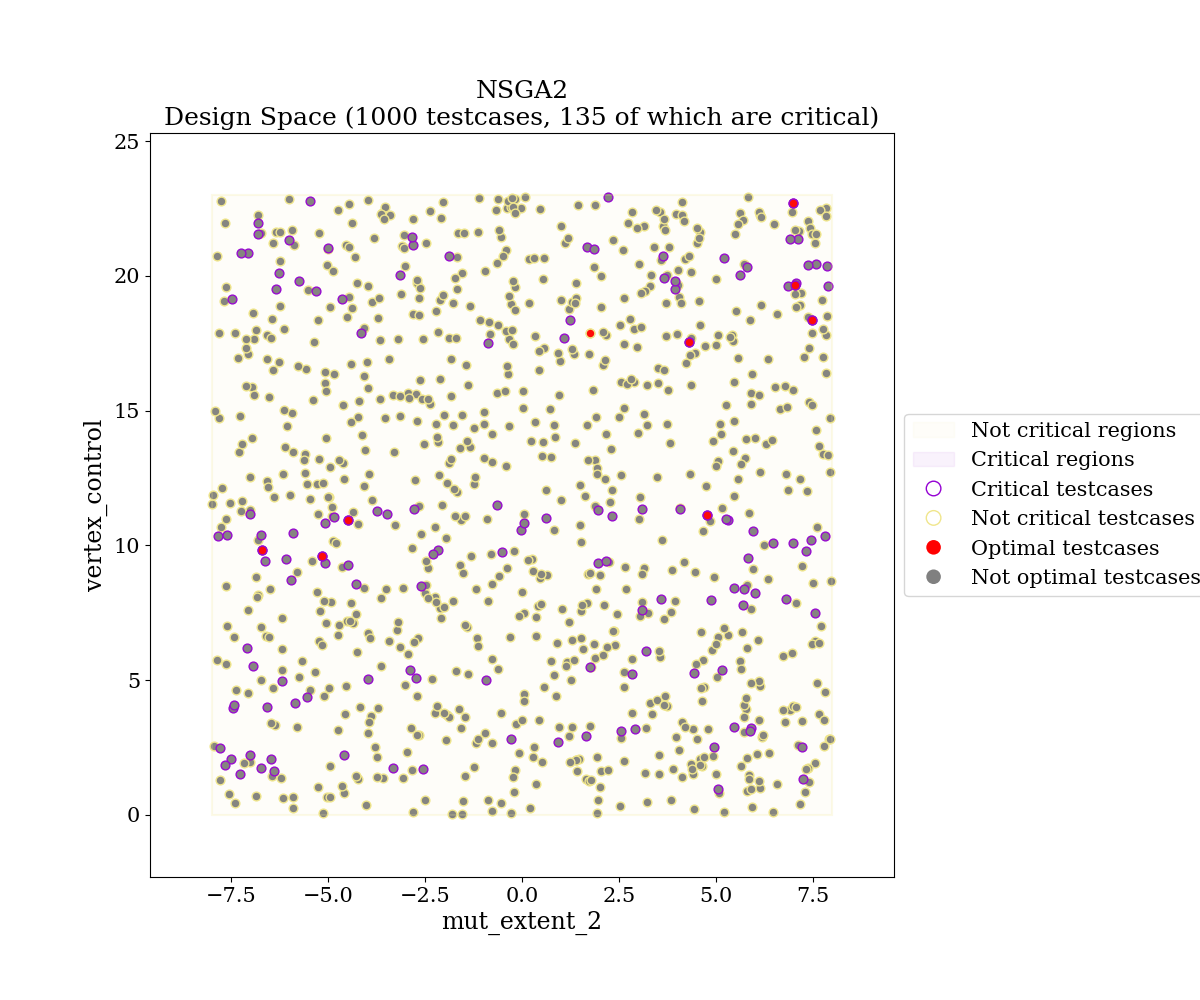 NSGA2
Design Space (1000 testcases, 135 of which are critical)
25
20
15
10
5
0
vertex_control
−7.5
−5.0
−2.5
0.0
2.5
5.0
7.5
mut_extent_2
Not critical regions
Critical regions
Critical testcases
Not critical testcases
Optimal testcases
Not optimal testcases